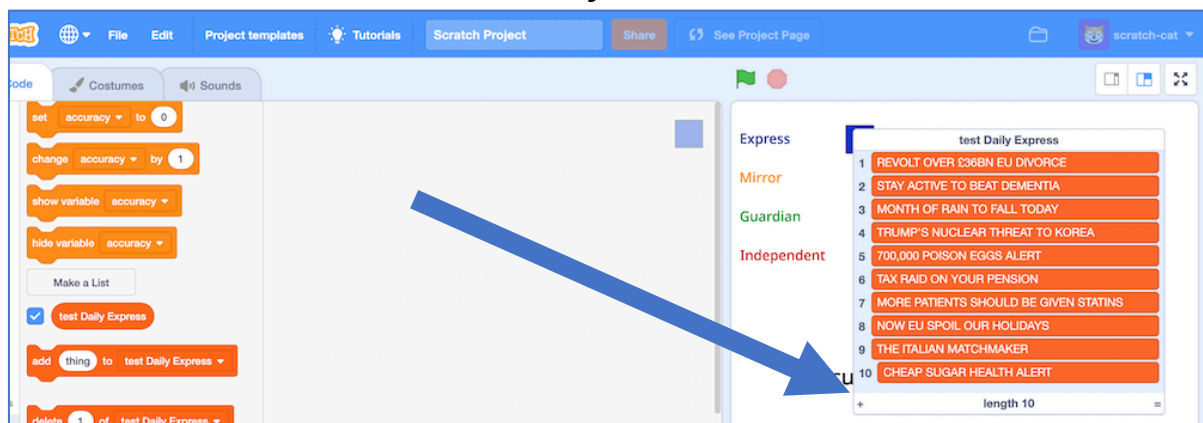 File Edit Project templates Tutorials Scratch Project Share See Project Page scratch-cat
Code Costumes Sounds
set accuracy to 0
change accuracy by 1
show variable accuracy
hide variable accuracy
Make a List
test Daily Express
add thing to test Daily Express
delete 1 of test Daily Express
Express
Mirror
Guardian
Independent
test Daily Express
1 REVOLT OVER £36BN EU DIVORCE
2 STAY ACTIVE TO BEAT DEMENTIA
3 MONTH OF RAIN TO FALL TODAY
4 TRUMP'S NUCLEAR THREAT TO KOREA
5 700,000 POISON EGGS ALERT
6 TAX RAID ON YOUR PENSION
7 MORE PATIENTS SHOULD BE GIVEN STATINS
8 NOW EU SPOIL OUR HOLIDAYS
9 THE ITALIAN MATCHMAKER
10 CHEAP SUGAR HEALTH ALERT
+ length 10 =